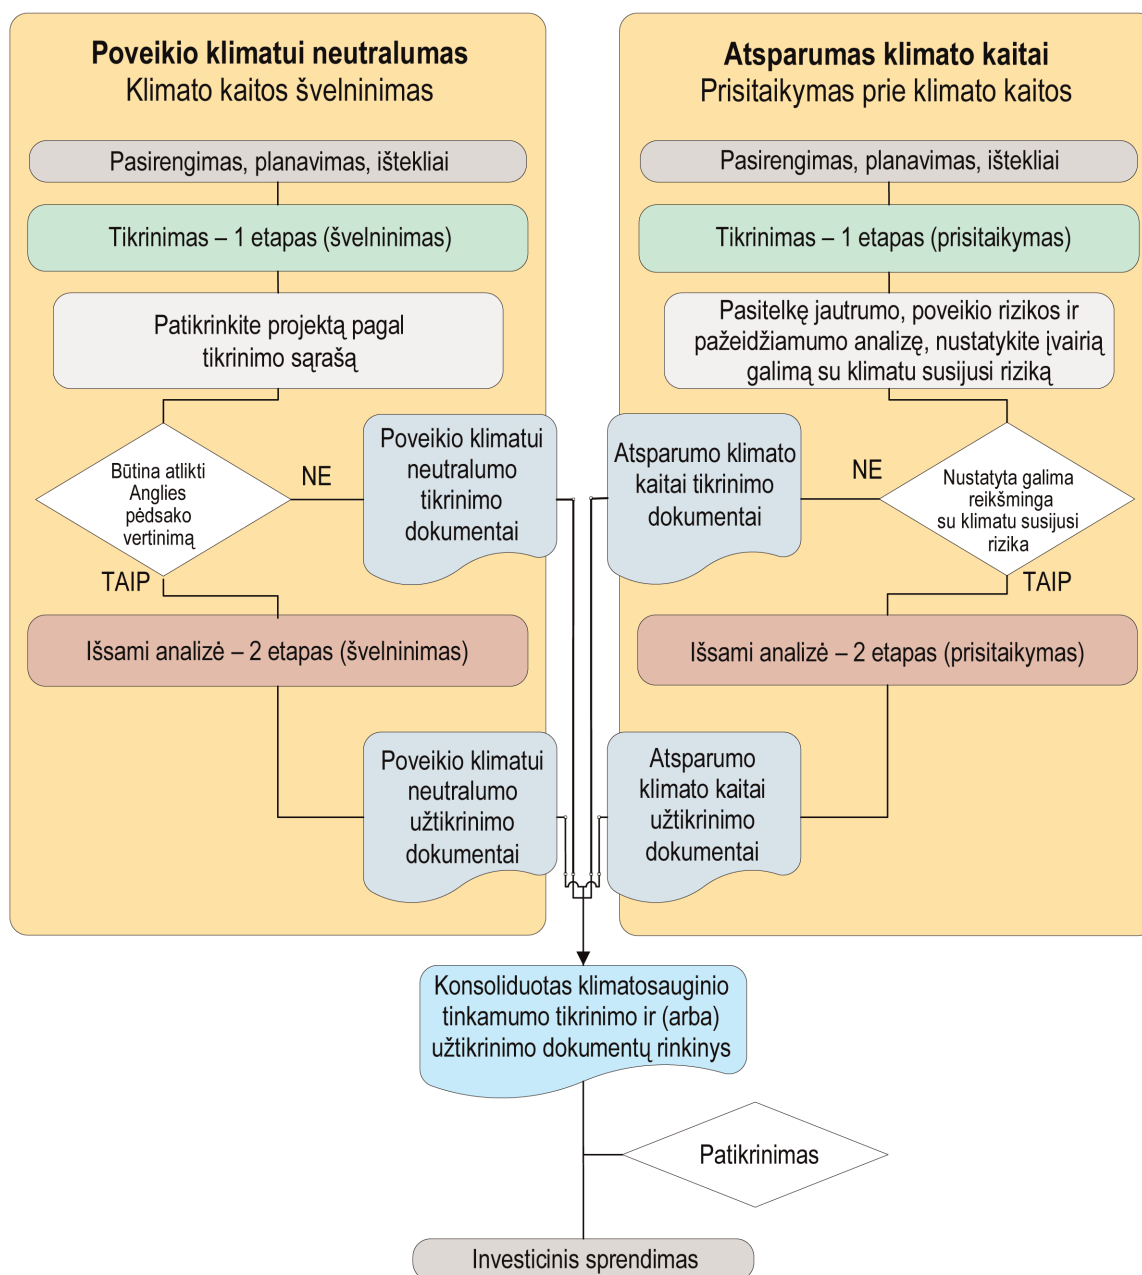 Poveikio klimatui neutralumas
Klimato kaitos švelninimas
Pasirengimas, planavimas, ištekliai
Tikrinimas – 1 etapas (švelninimas)
Patikrinkite projektą pagal
tikrinimo sąrašą
Būtina atlikti
Anglies
pėdsako
vertinimą
NE
Poveikio klimatui
neutralumo
tikrinimo
dokumentai
TAIP
Išsami analizė – 2 etapas (švelninimas)
Poveikio klimatui
neutralumo
užtikrinimo
dokumentai
Atsparumas klimato kaitai
Prisitaikymas prie klimato kaitos
Pasirengimas, planavimas, ištekliai
Tikrinimas – 1 etapas (prisitaikymas)
Pasitelkę jautrumo, poveikio rizikos ir
pažeidžiamumo analizę, nustatykite įvairią
galimą su klimatu susijusi riziką
Atsparumo klimato
kaitai tikrinimo
dokumentai
NE
Nustatyta galima
reikšminga
su klimatu susijusi
rizika
TAIP
Išsami analizė – 2 etapas (prisitaikymas)
Atsparumo
klimato kaitai
užtikrinimo
dokumentai
Konsoliduotas klimatosauginio
tinkamumo tikrinimo ir (arba)
užtikrinimo dokumentų rinkinys
Patikrinimas
Investicinis sprendimas